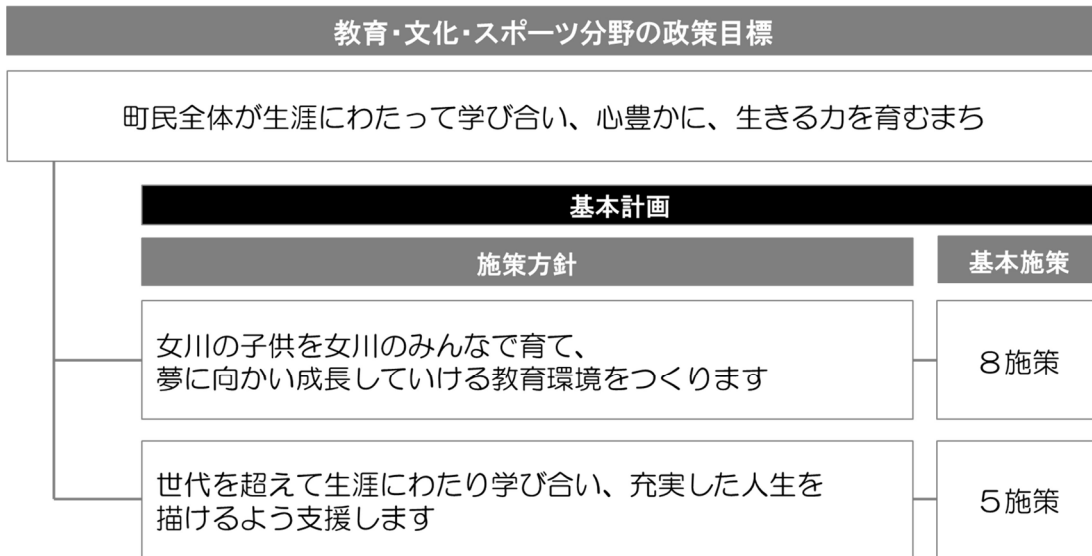 教育・文化・スポーツ分野の政策目標
町民全体が生涯にわたって学び合い、心豊かに、生きる力を育むまち
基本計画
施策方針
基本施策
女川の子供を女川のみんなで育て、
夢に向かい成長していける教育環境をつくります
８施策
世代を超えて生涯にわたり学び合い、充実した人生を
描けるよう支援します
５施策